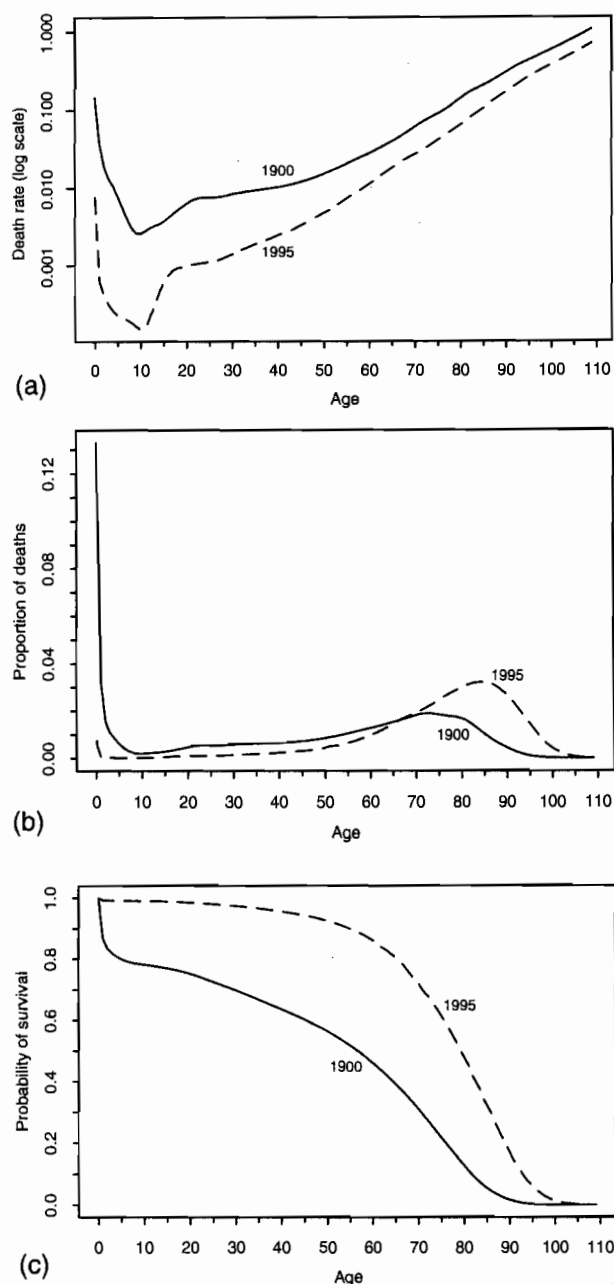 Death rate (log scale)
1.000
0.100
0.010
0.001
1900
1995
0 10 20 30 40 50 60 70 80 90 100 110
Age
(a)
Proportion of deaths
0.12
0.08
0.04
0.00
1995
1900
0 10 20 30 40 50 60 70 80 90 100 110
Age
(b)
Probability of survival
1.0
0.8
0.6
0.4
0.2
0.0
1995
1900
0 10 20 30 40 50 60 70 80 90 100 110
Age
(c)